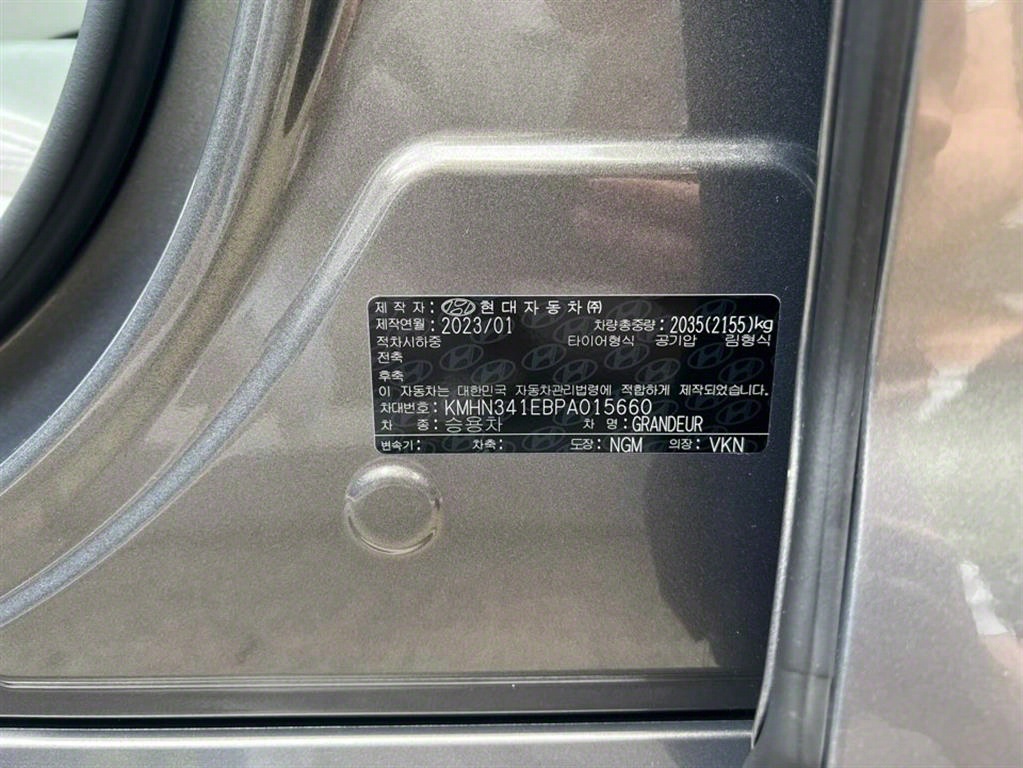 제 작 자 : 현대자동차㈜
제작연월: 2023/01 차량총중량: 2035(2155)kg
적차시하중 타이어형식 공기압 림형식
전축
후축
이 자동차는 대한민국 자동차관리법령에 적합하게 제작되었습니다.
차대번호: KMHN341EBPA015660
차 종: 승용차 차 명: GRANDEUR
변속기: 차축: 도장: NGM 의장: VKN